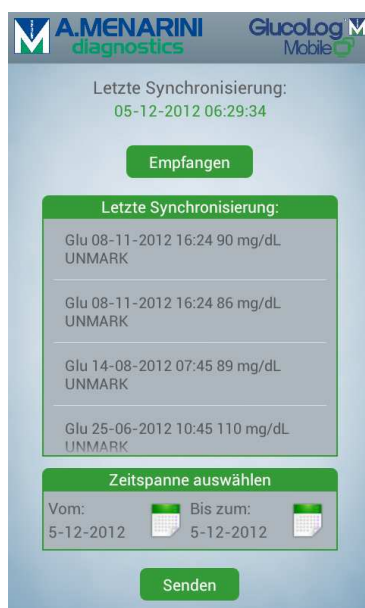 A.MENARINI
diagnostics
GlucoLog
Mobile
Letzte Synchronisierung:
05-12-2012 06:29:34
Empfangen
Letzte Synchronisierung:
Glu 08-11-2012 16:24 90 mg/dL
UNMARK
Glu 08-11-2012 16:24 86 mg/dL
UNMARK
Glu 14-08-2012 07:45 89 mg/dL
UNMARK
Glu 25-06-2012 10:45 110 mg/dL
UNMARK
Zeitspanne auswählen
Vom:
5-12-2012
Bis zum:
5-12-2012
Senden